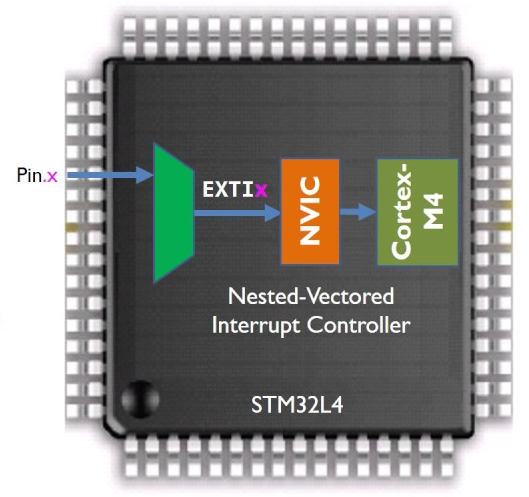 Pin.x
EXTIx
NVIC
Cortex-
M4
Nested-Vectored
Interrupt Controller
STM32L4